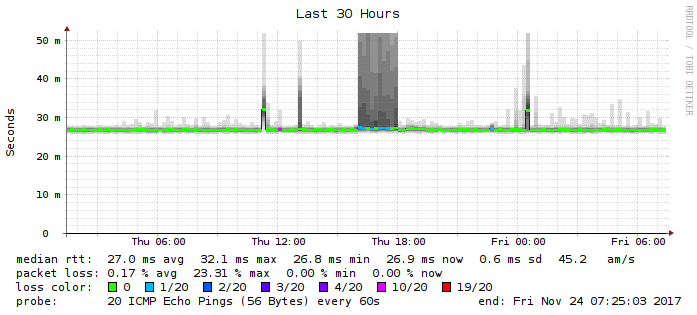 Last 30 Hours
RRDTOOL / TOBI OETIKER
Seconds
50 m
40 m
30 m
20 m
10 m
0
Thu 06:00 Thu 12:00 Thu 18:00 Fri 00:00 Fri 06:00
median rtt: 27.0 ms avg 32.1 ms max 26.8 ms min 26.9 ms now 0.6 ms sd 45.2 am/s
packet loss: 0.17 % avg 23.31 % max 0.00 % min 0.00 % now
loss color: 0 1/20 2/20 3/20 4/20 10/20 19/20
probe: 20 ICMP Echo Pings (56 Bytes) every 60s end: Fri Nov 24 07:25:03 2017